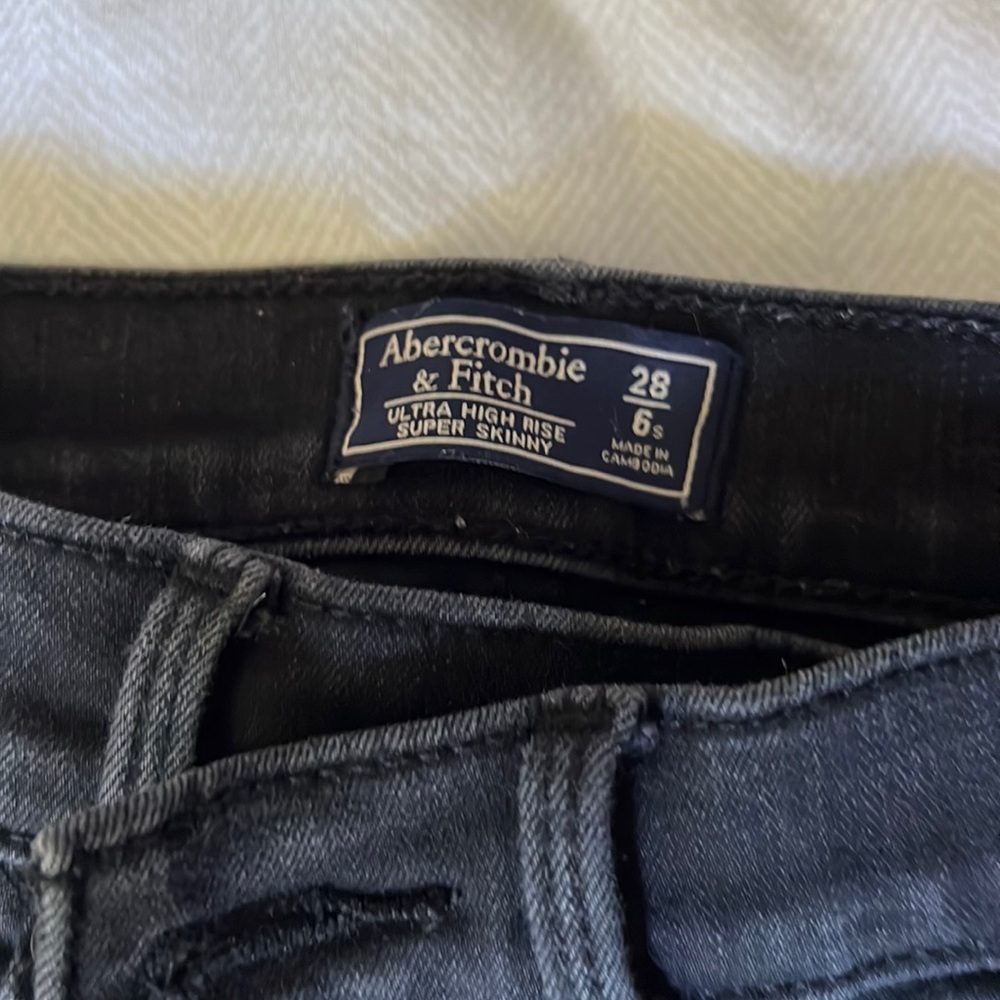 Abercrombie
& Fitch
ULTRA HIGH RISE
SUPER SKINNY
28
6s
MADE IN
CAMBODIA